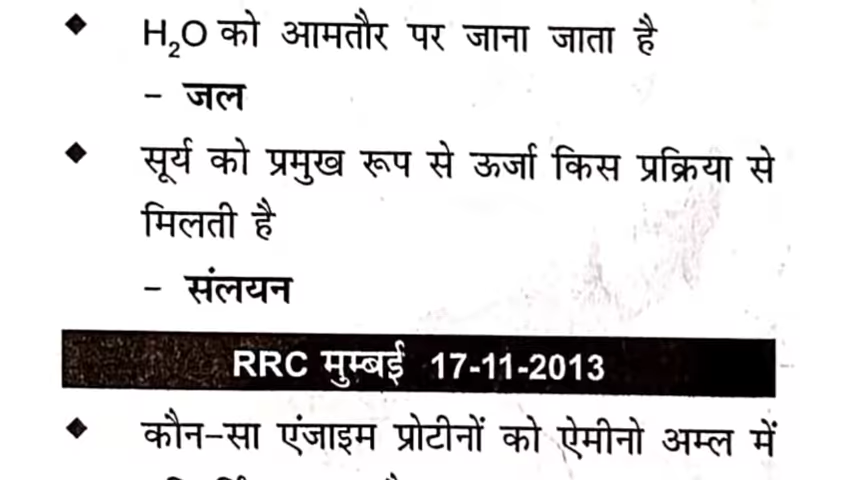 ◆ H₂O को आमतौर पर जाना जाता है
– जल
◆ सूर्य को प्रमुख रूप से ऊर्जा किस प्रक्रिया से
मिलती है
– संलयन
RRC मुम्बई 17-11-2013
◆ कौन-सा एंजाइम प्रोटीनों को ऐमीनो अम्ल में